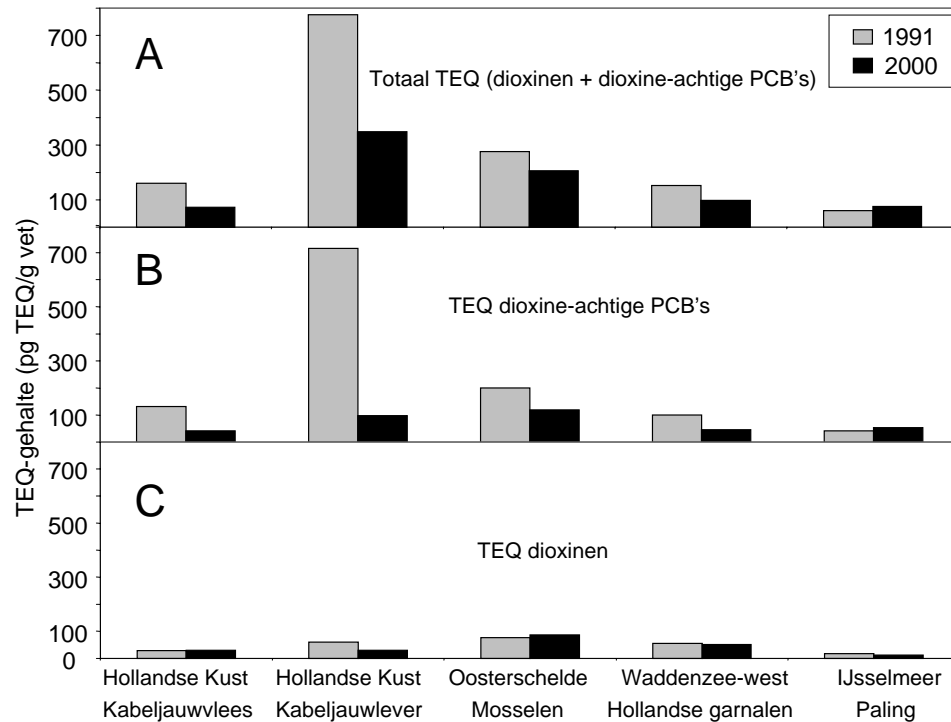 TEQ-gehalte (pg TEQ/g vet)
A
Totaal TEQ (dioxinen + dioxine-achtige PCB's)
1991
2000
700
500
300
100
B
TEQ dioxine-achtige PCB's
700
500
300
100
C
TEQ dioxinen
700
500
300
100
0
Hollandse Kust
Kabeljauwvlees
Hollandse Kust
Kabeljauwlever
Oosterschelde
Mosselen
Waddenzee-west
Hollandse garnalen
IJsselmeer
Paling